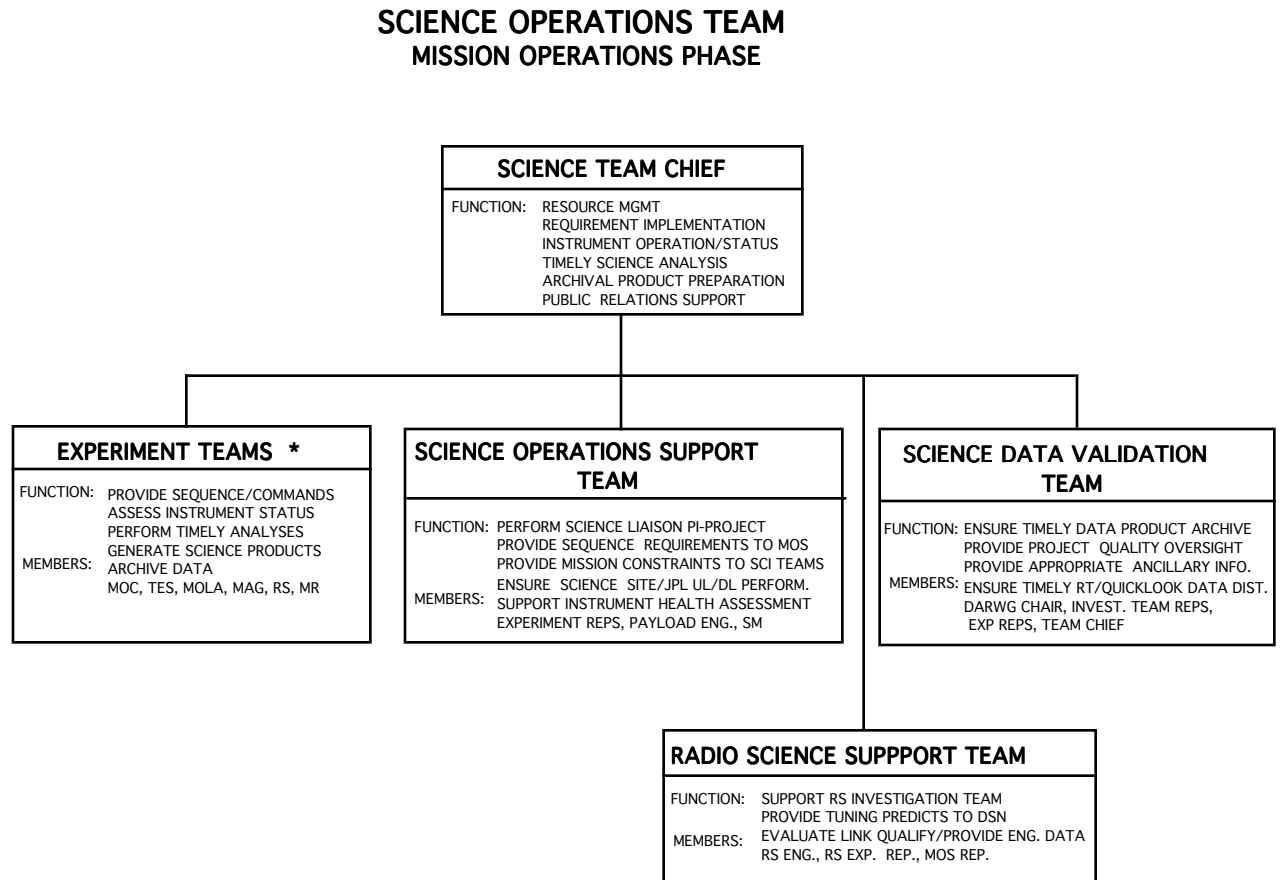 SCIENCE OPERATIONS TEAM
MISSION OPERATIONS PHASE
SCIENCE TEAM CHIEF
FUNCTION: RESOURCE MGMT
REQUIREMENT IMPLEMENTATION
INSTRUMENT OPERATION/STATUS
TIMELY SCIENCE ANALYSIS
ARCHIVAL PRODUCT PREPARATION
PUBLIC RELATIONS SUPPORT
EXPERIMENT TEAMS *
FUNCTION: PROVIDE SEQUENCE/COMMANDS
ASSESS INSTRUMENT STATUS
PERFORM TIMELY ANALYSES
GENERATE SCIENCE PRODUCTS
MEMBERS: ARCHIVE DATA
MOC, TES, MOLA, MAG, RS, MR
SCIENCE OPERATIONS SUPPORT
TEAM
FUNCTION: PERFORM SCIENCE LIAISON PI-PROJECT
PROVIDE SEQUENCE REQUIREMENTS TO MOS
PROVIDE MISSION CONSTRAINTS TO SCI TEAMS
ENSURE SCIENCE SITE/JPL UL/DL PERFORM.
MEMBERS: SUPPORT INSTRUMENT HEALTH ASSESSMENT
EXPERIMENT REPS, PAYLOAD ENG., SM
SCIENCE DATA VALIDATION
TEAM
FUNCTION: ENSURE TIMELY DATA PRODUCT ARCHIVE
PROVIDE PROJECT QUALITY OVERSIGHT
PROVIDE APPROPRIATE ANCILLARY INFO.
MEMBERS: ENSURE TIMELY RT/QUICKLOOK DATA DIST.
DARWG CHAIR, INVEST. TEAM REPS,
EXP REPS, TEAM CHIEF
RADIO SCIENCE SUPPPORT TEAM
FUNCTION: SUPPORT RS INVESTIGATION TEAM
PROVIDE TUNING PREDICTS TO DSN
MEMBERS: EVALUATE LINK QUALIFY/PROVIDE ENG. DATA
RS ENG., RS EXP. REP., MOS REP.